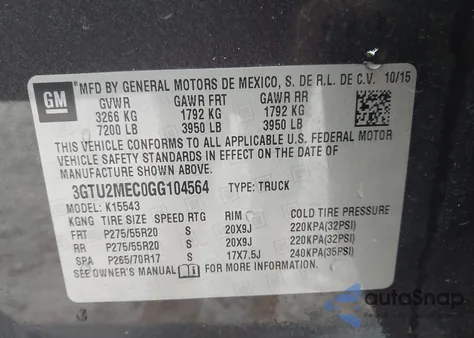 GM
MFD BY GENERAL MOTORS DE MEXICO, S. DE R.L. DE C.V. 10/15
GVWR GAWR FRT GAWR RR
3266 KG 1792 KG 1792 KG
7200 LB 3950 LB 3950 LB
THIS VEHICLE CONFORMS TO ALL APPLICABLE U.S. FEDERAL MOTOR
VEHICLE SAFETY STANDARDS IN EFFECT ON THE DATE OF
MANUFACTURE SHOWN ABOVE.
3GTU2MEC0GG104564 TYPE: TRUCK
MODEL: K15543
KGNG TIRE SIZE SPEED RTG RIM COLD TIRE PRESSURE
FRT P275/55R20 S 20X9J 220KPA(32PSI)
RR P275/55R20 S 20X9J 220KPA(32PSI)
SPA P265/70R17 S 17X7.5J 240KPA(35PSI)
SEE OWNER'S MANUAL FOR MORE INFORMATION.
autoSnap